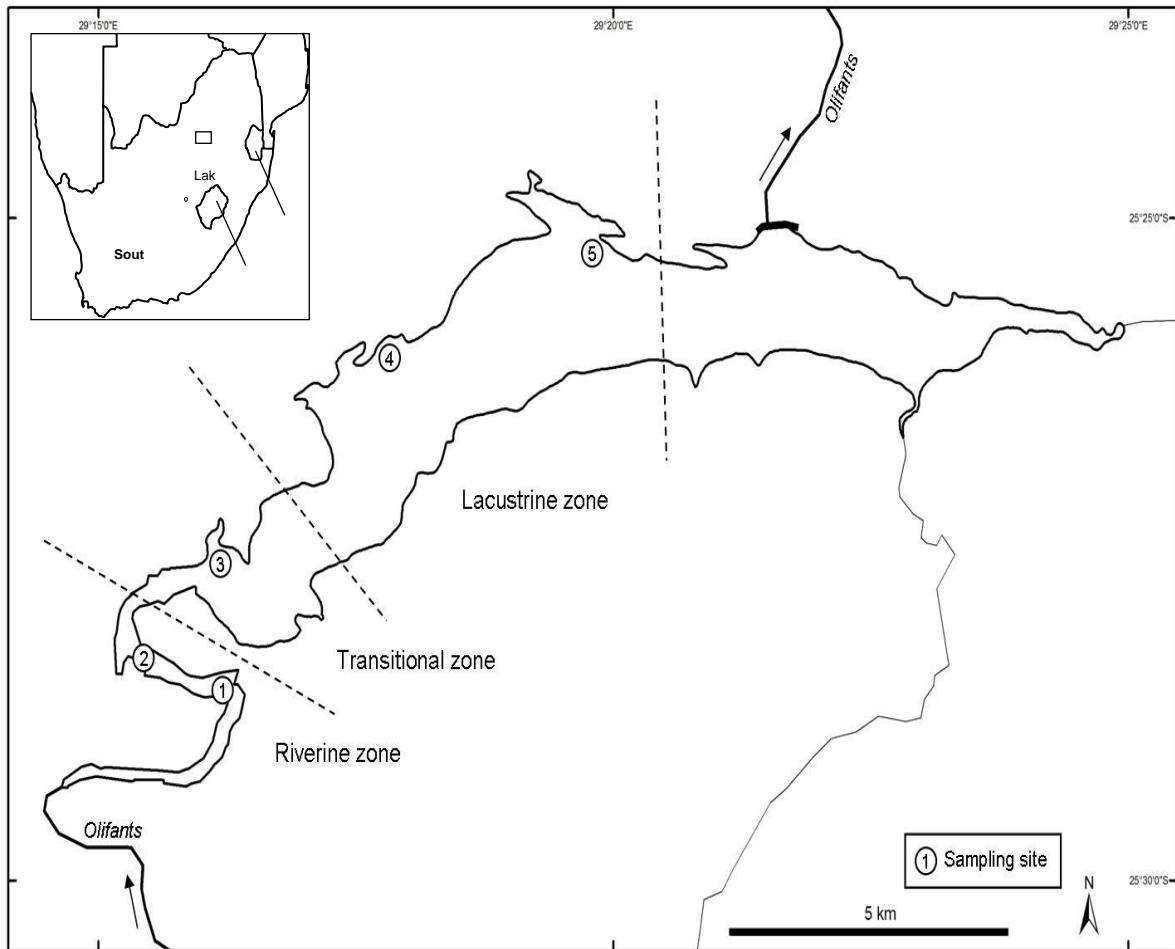 29°15'0"E
29°20'0"E
29°25'0"E
Olifants
25°25'0"S
Lak
Sout
5
4
Lacustrine zone
3
2
Transitional zone
1
Riverine zone
Olifants
1 Sampling site
25°30'0"S
N
5 km